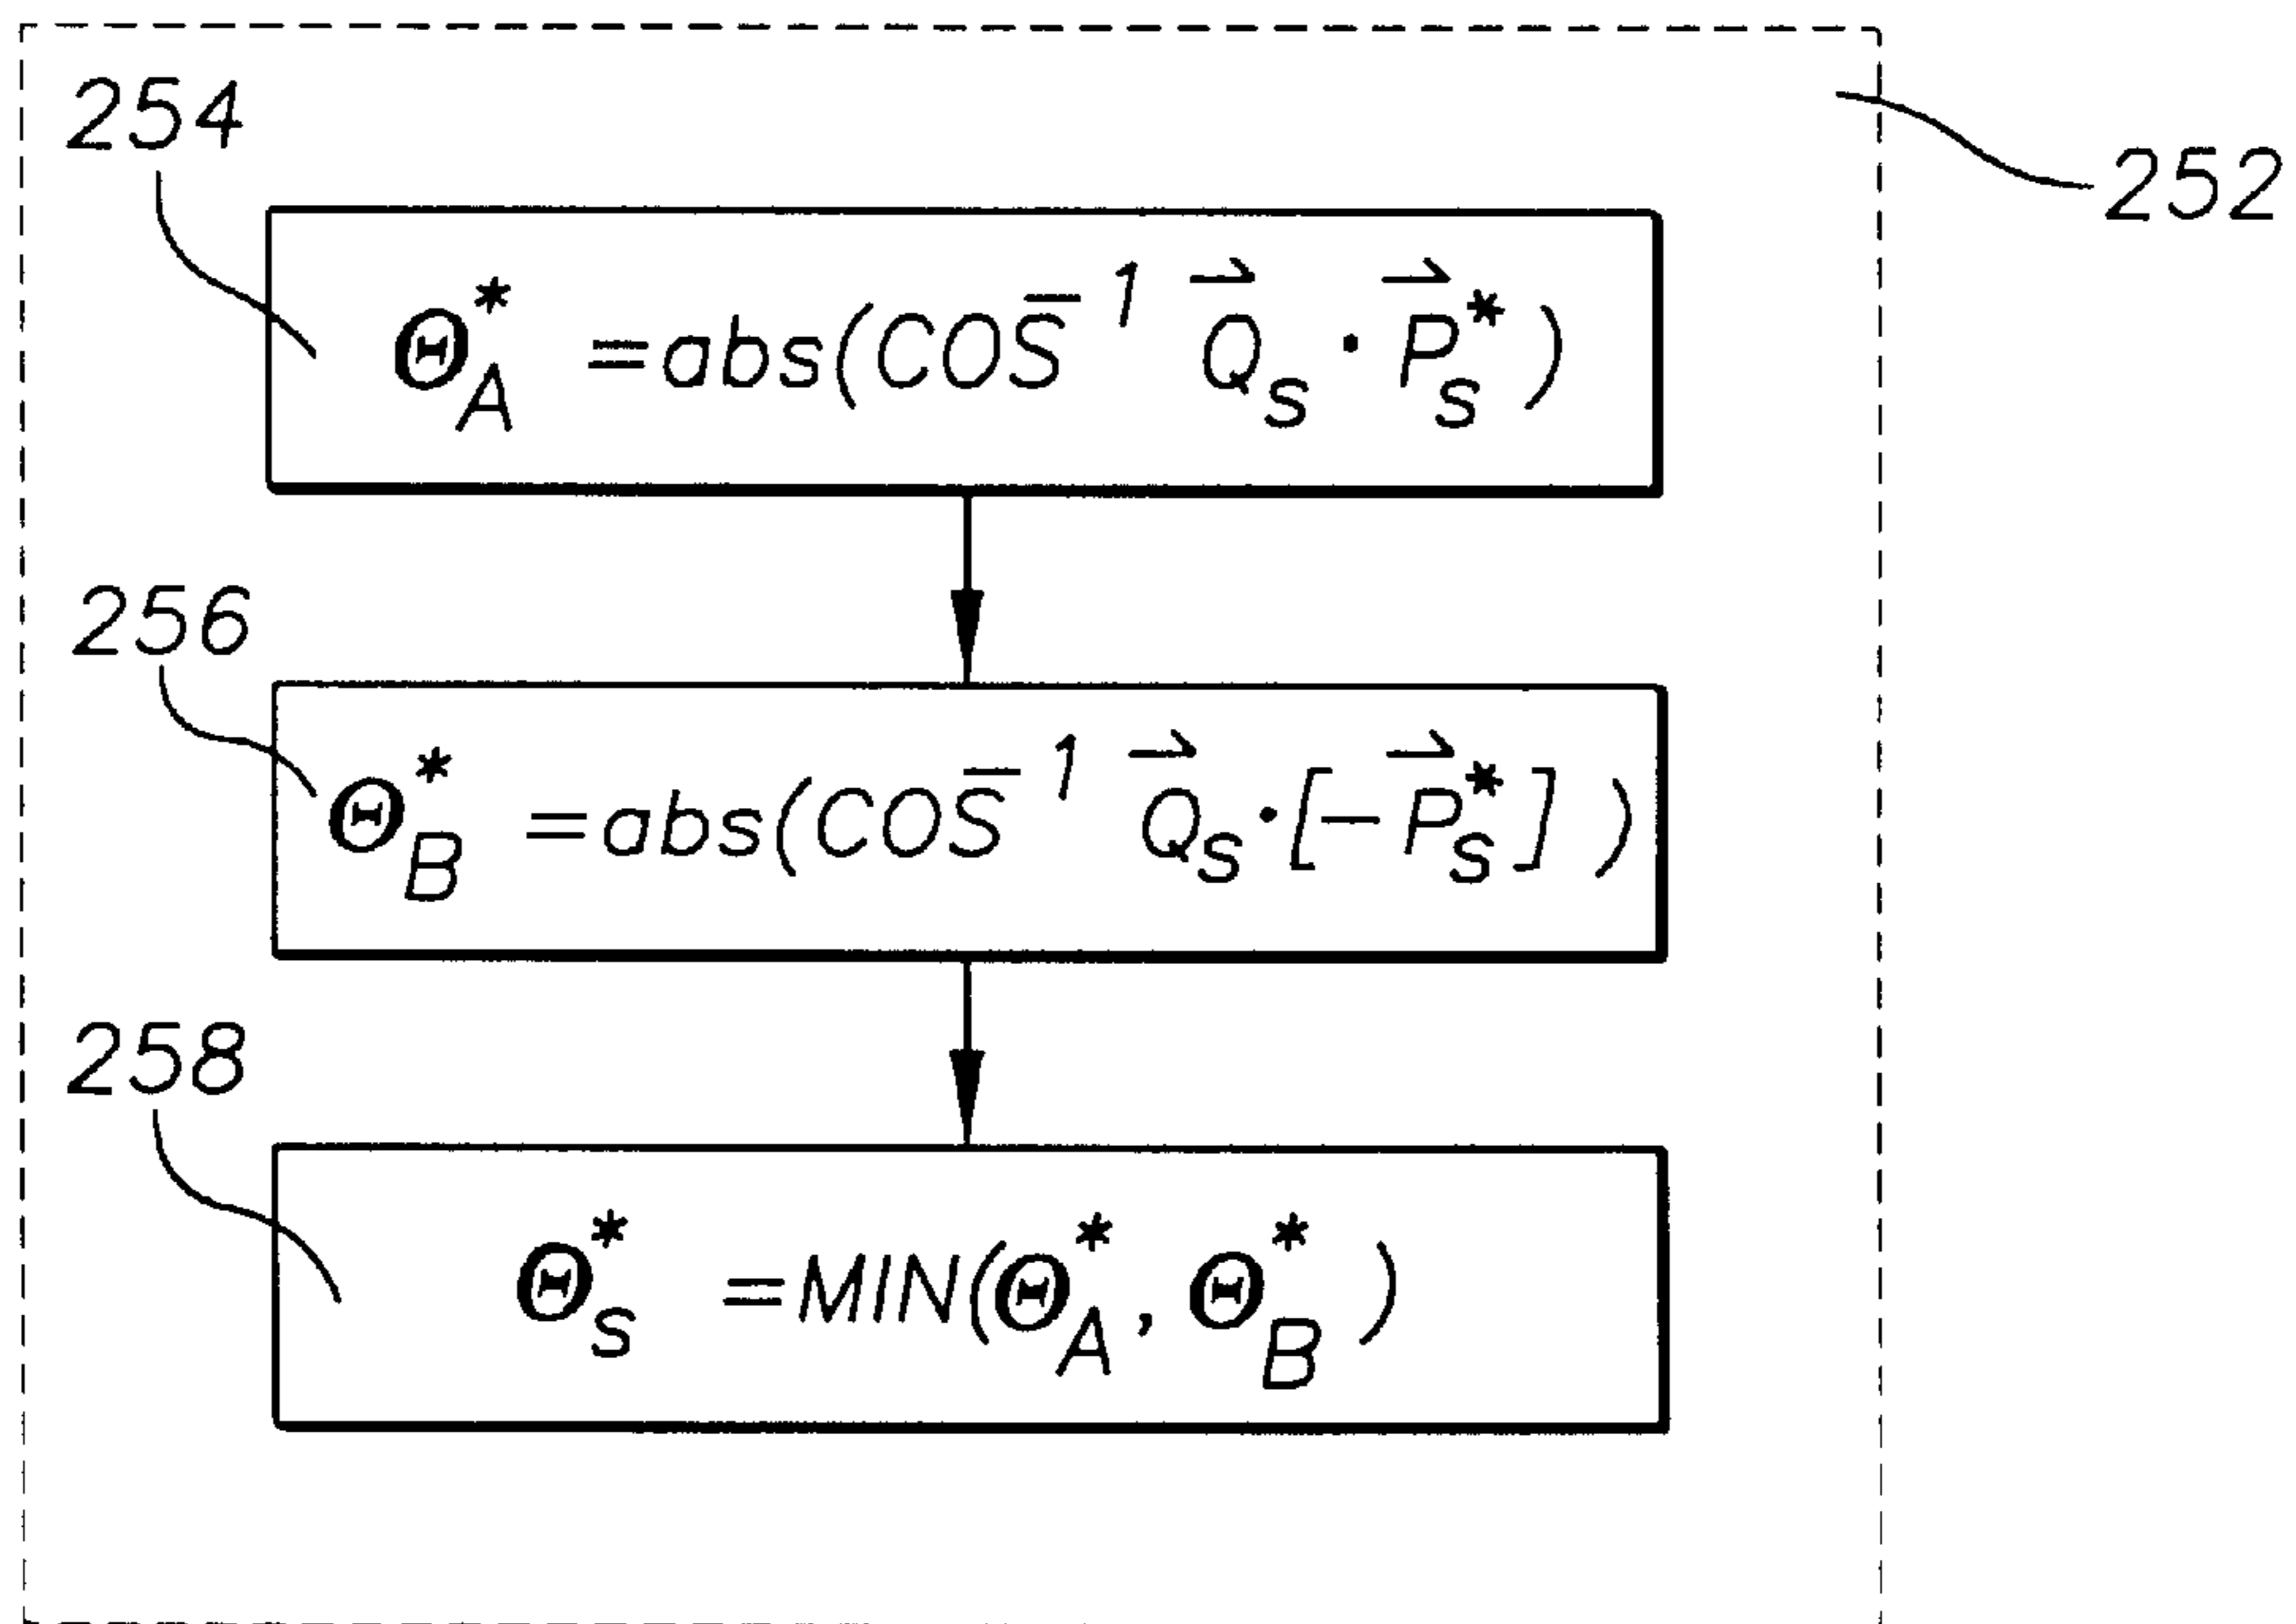 254
252
Θ*A =abs(COS⁻¹ Q⃗s · P⃗*s)
256
Θ*B =abs(COS⁻¹ Q⃗s·[−P⃗*s])
258
Θ*s =MIN(Θ*A, Θ*B)